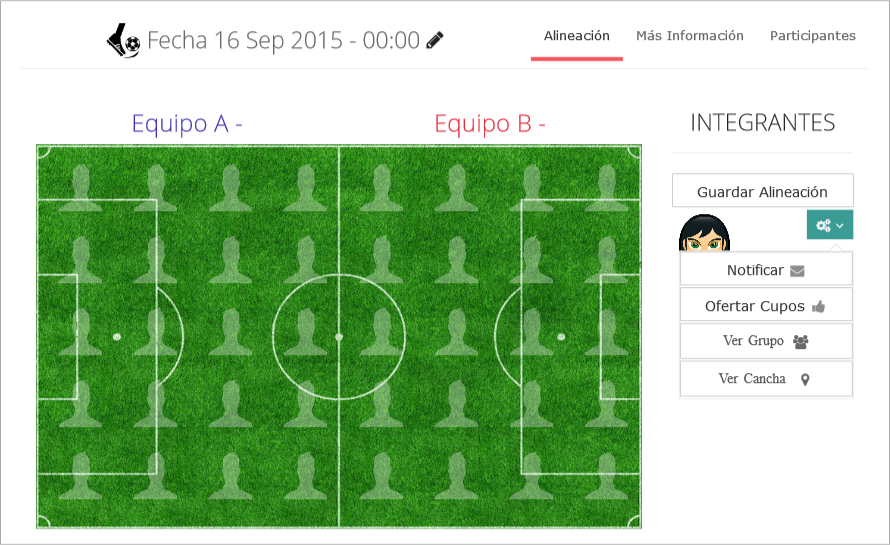 Fecha 16 Sep 2015 - 00:00
Alineación
Más Información
Participantes
Equipo A -
Equipo B -
INTEGRANTES
Guardar Alineación
Notificar
Ofertar Cupos
Ver Grupo
Ver Cancha